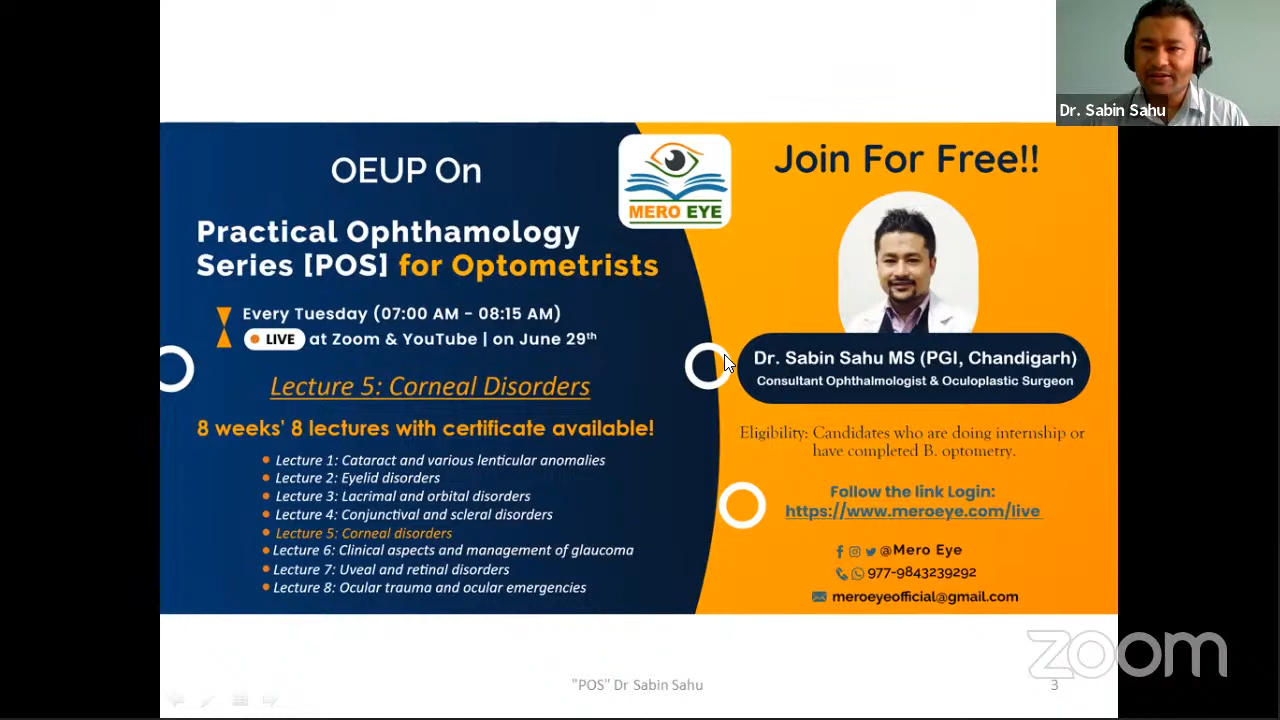 Dr. Sabin Sahu
OEUP On
MERO EYE
Practical Ophthamology
Series [POS] for Optometrists
Every Tuesday (07:00 AM - 08:15 AM)
LIVE at Zoom & YouTube | on June 29th
Lecture 5: Corneal Disorders
8 weeks' 8 lectures with certificate available!
Lecture 1: Cataract and various lenticular anomalies
Lecture 2: Eyelid disorders
Lecture 3: Lacrimal and orbital disorders
Lecture 4: Conjunctival and scleral disorders
Lecture 5: Corneal disorders
Lecture 6: Clinical aspects and management of glaucoma
Lecture 7: Uveal and retinal disorders
Lecture 8: Ocular trauma and ocular emergencies
Join For Free!!
Dr. Sabin Sahu MS (PGI, Chandigarh)
Consultant Ophthalmologist & Oculoplastic Surgeon
Eligibility: Candidates who are doing internship or
have completed B. optometry.
Follow the link Login:
https://www.meroeye.com/live
@Mero Eye
977-9843239292
meroeyeofficial@gmail.com
zoom
"POS" Dr Sabin Sahu
3